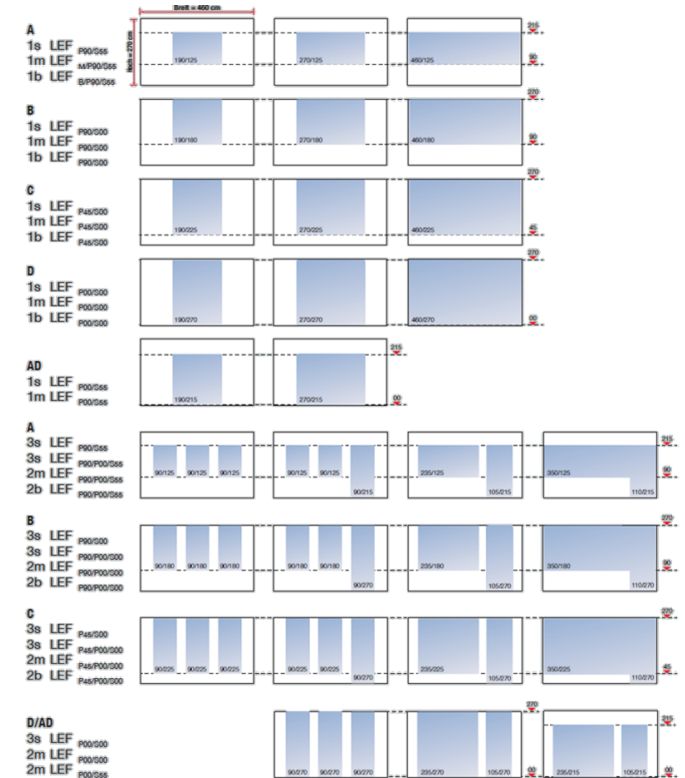 Breit = 460 cm
Hoch = 270 cm
A
1s LEF P90/S55
1m LEF M/P90/S55
1b LEF B/P90/S55
190/125
270/125
460/125
215
90
B
1s LEF P90/S00
1m LEF P90/S00
1b LEF P90/S00
190/180
270/180
460/180
270
90
C
1s LEF P45/S00
1m LEF P45/S00
1b LEF P45/S00
190/225
270/225
460/225
270
45
D
1s LEF P00/S00
1m LEF P00/S00
1b LEF P00/S00
190/270
270/270
460/270
270
00
AD
1s LEF P00/S55
1m LEF P00/S55
190/215
270/215
215
00
A
3s LEF P90/S55
3s LEF P90/P00/S55
2m LEF P90/P00/S55
2b LEF P90/P00/S55
90/125 90/125 90/125
90/125 90/125 90/215
235/125 105/215
350/125 110/215
215
90
B
3s LEF P90/S00
3s LEF P90/P00/S00
2m LEF P90/P00/S00
2b LEF P90/P00/S00
90/180 90/180 90/180
90/180 90/180 90/270
235/180 105/270
350/180 110/270
270
90
C
3s LEF P45/S00
3s LEF P45/P00/S00
2m LEF P45/P00/S00
2b LEF P45/P00/S00
90/225 90/225 90/225
90/225 90/225 90/270
235/225 105/270
350/225 110/270
270
45
D/AD
3s LEF P00/S00
2m LEF P00/S00
2m LEF P00/S55
90/270 90/270 90/270
235/270 105/270
270
00
235/215 105/215
215
00